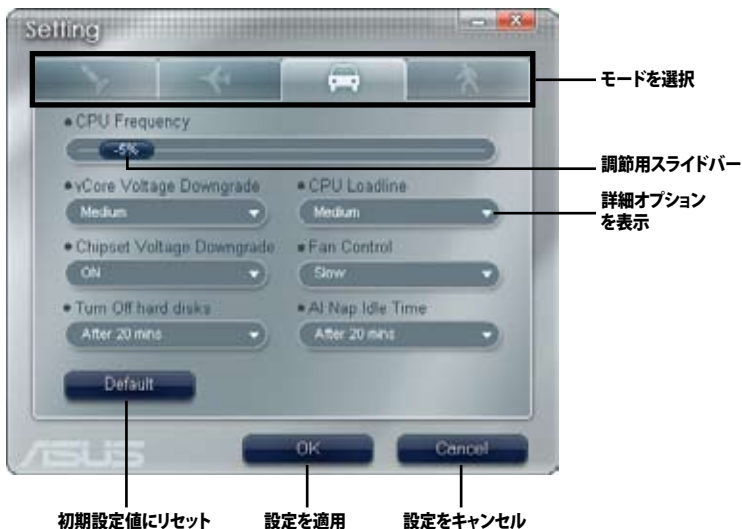 Setting
モードを選択
• CPU Frequency
-5%
調節用スライドバー
• vCore Voltage Downgrade
• CPU Loadline
Medium
Medium
詳細オプション
を表示
• Chipset Voltage Downgrade
• Fan Control
ON
Slow
• Turn Off hard disks
• AI Nap Idle Time
After 20 mins
After 20 mins
Default
ASUS
OK
Cancel
初期設定値にリセット
設定を適用
設定をキャンセル